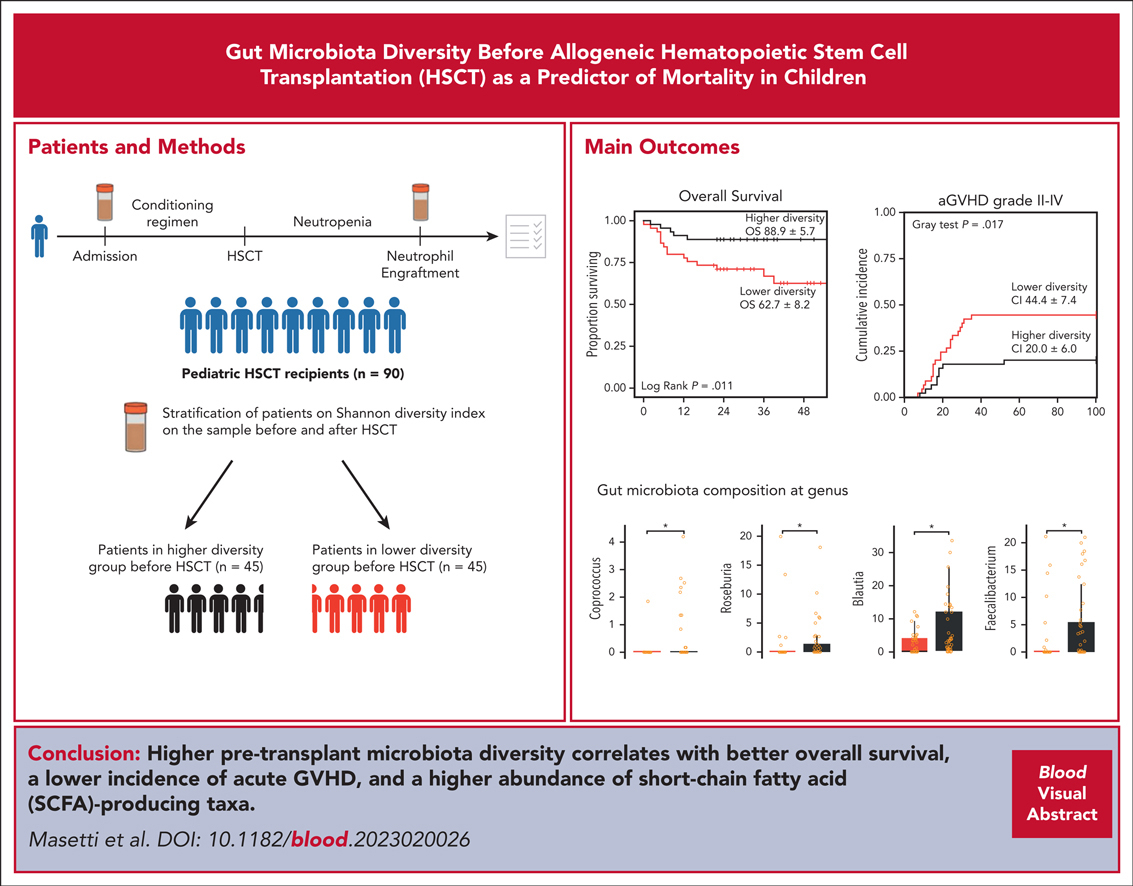 Gut Microbiota Diversity Before Allogeneic Hematopoietic Stem Cell
Transplantation (HSCT) as a Predictor of Mortality in Children
Patients and Methods
Conditioning
regimen
Neutropenia
Admission
HSCT
Neutrophil
Engraftment
Pediatric HSCT recipients (n = 90)
Stratification of patients on Shannon diversity index
on the sample before and after HSCT
Patients in higher diversity
group before HSCT (n = 45)
Patients in lower diversity
group before HSCT (n = 45)
Main Outcomes
Overall Survival
Proportion surviving
1.00
0.75
0.50
0.25
0.00
Higher diversity
OS 88.9 ± 5.7
Lower diversity
OS 62.7 ± 8.2
Log Rank P = .011
0 12 24 36 48
aGVHD grade II-IV
Cumulative incidence
1.00
0.75
0.50
0.25
0.00
Gray test P = .017
Lower diversity
CI 44.4 ± 7.4
Higher diversity
CI 20.0 ± 6.0
0 20 40 60 80 100
Gut microbiota composition at genus
Coprococcus
4
3
2
1
0
*
Roseburia
20
15
10
5
0
*
Blautia
30
20
10
0
*
Faecalibacterium
20
15
10
5
0
*
Conclusion: Higher pre-transplant microbiota diversity correlates with better overall survival,
a lower incidence of acute GVHD, and a higher abundance of short-chain fatty acid
(SCFA)-producing taxa.
Masetti et al. DOI: 10.1182/blood.2023020026
Blood
Visual
Abstract